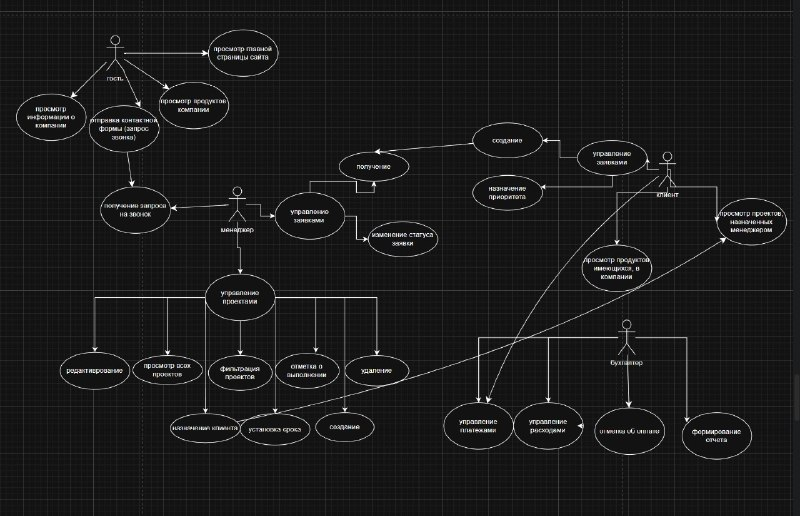 просмотр главной
страницы сайта
гость
просмотр
информации о
компании
отправка контактной
формы (запрос
звонка)
просмотр продуктов
компании
получение запроса
на звонок
менеджер
управление
заявками
получение
изменение статуса
заявки
создание
назначение
приоритета
управление
заявками
клиент
просмотр проектов,
назначенных
менеджером
просмотр продуктов
имеющихся, в
компании
управление
проектами
редактирование
просмотр всех
проектов
фильтрация
проектов
отметка о
выполнении
удаление
назначение клиента
установка срока
создание
бухгалтер
управление
платежами
управление
расходами
отметка об оплате
формирование
отчета